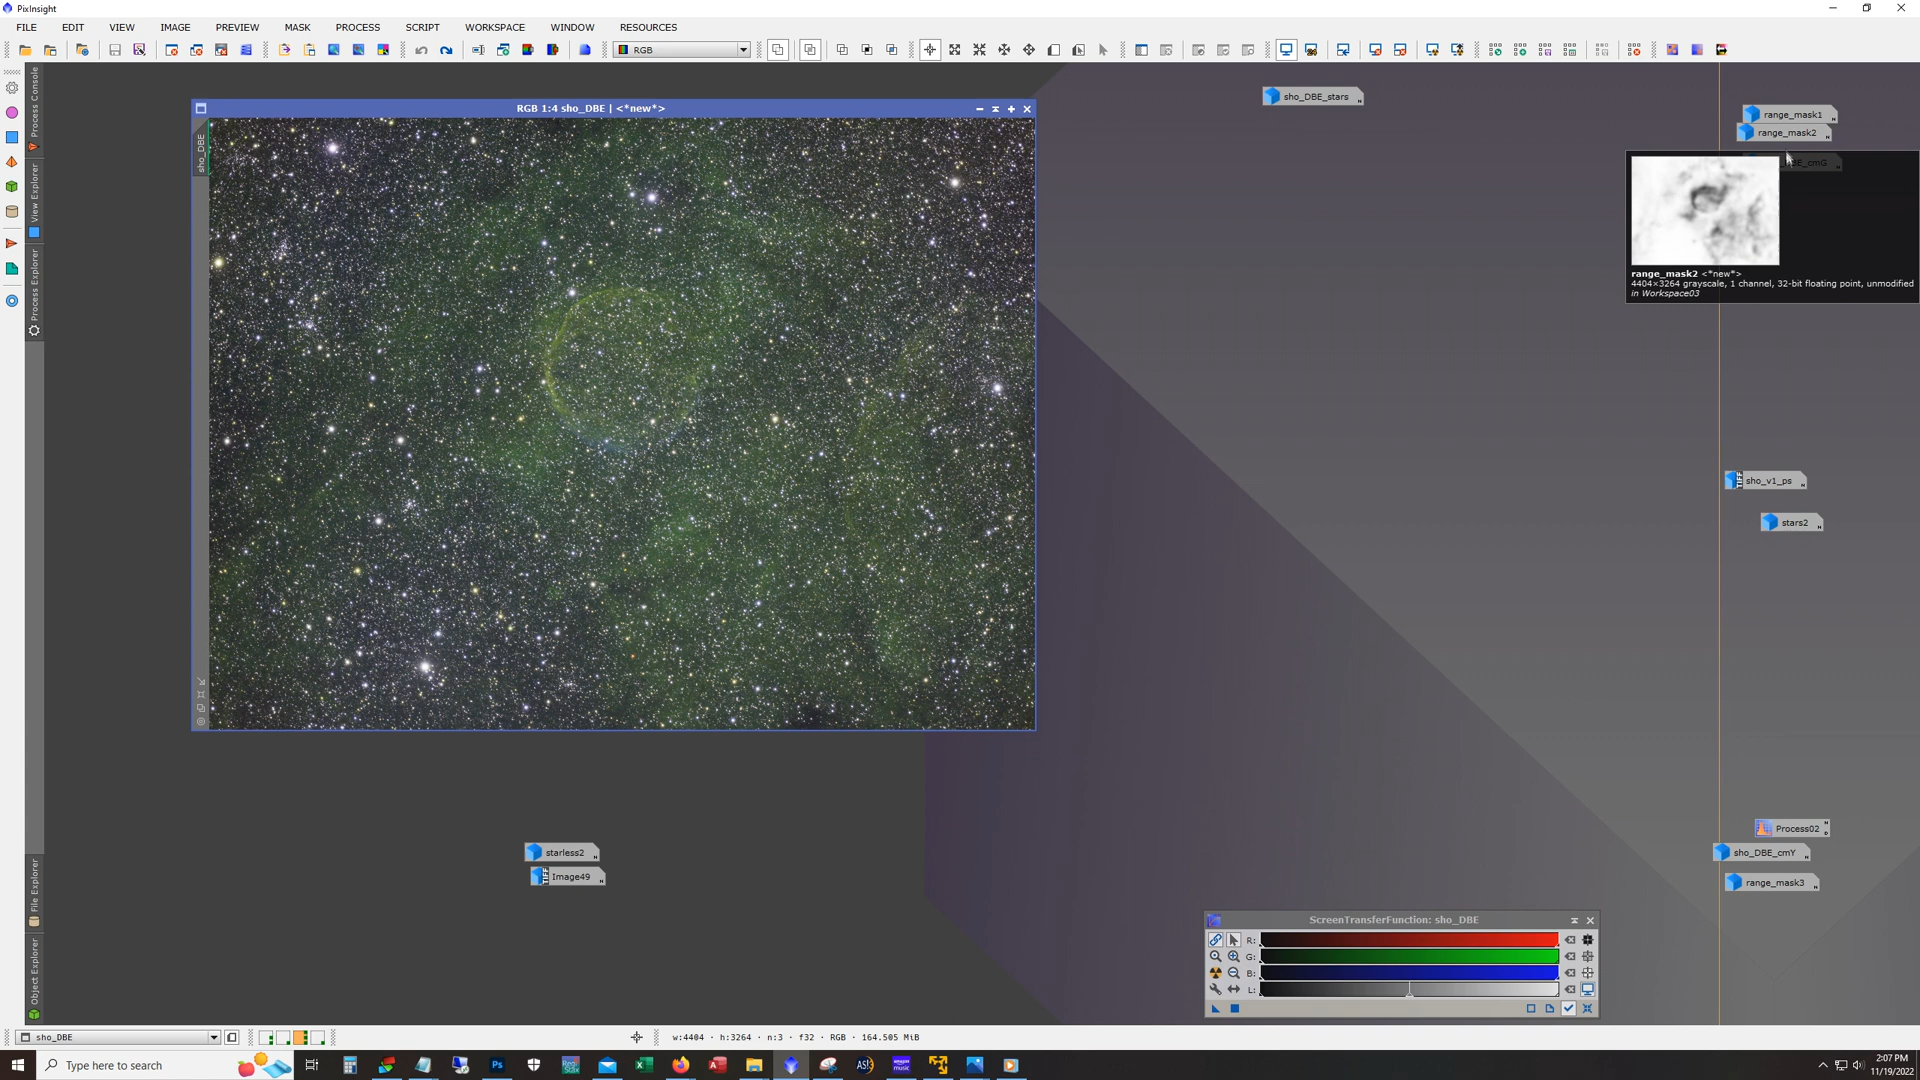 PixInsight
FILE EDIT VIEW IMAGE PROCESS PREVIEW MASK SCRIPT WORKSPACE WINDOW RESOURCES
RGB
Process Console
View Explorer
Process Explorer
File Explorer
Object Explorer
RGB 1:4 sho_DBE | <*new*>
sho_DBE
sho_DBE_stars
range_mask1
range_mask2
range_mask2 <*new*>
4404×3264 grayscale, 1 channel, 32-bit floating point, unmodified
in Workspace03
TIFF sho_v1_ps
stars2
Process02
sho_DBE_cmY
range_mask3
starless2
TIFF Image49
ScreenTransferFunction: sho_DBE
R:
G:
B:
L:
sho_DBE
w:4404 · h:3264 · n:3 · f32 · RGB · 164.505 MiB
Type here to search
2:07 PM
11/19/2022